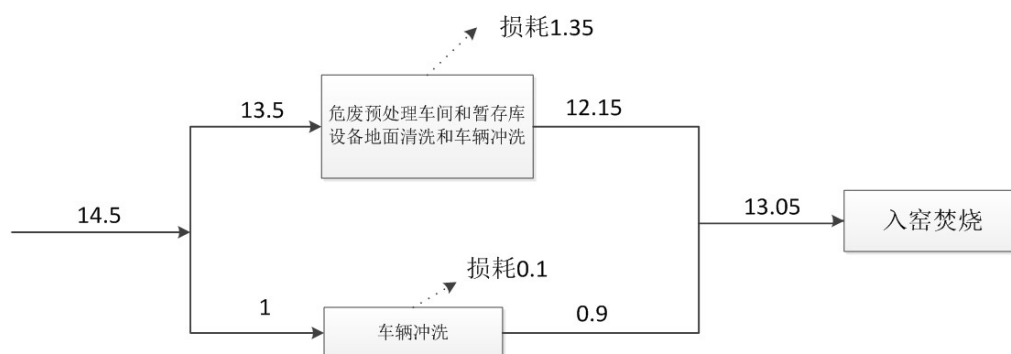 损耗1.35
13.5
危废预处理车间和暂存库
设备地面清洗和车辆冲洗
12.15
14.5
13.05
入窑焚烧
损耗0.1
1
车辆冲洗
0.9